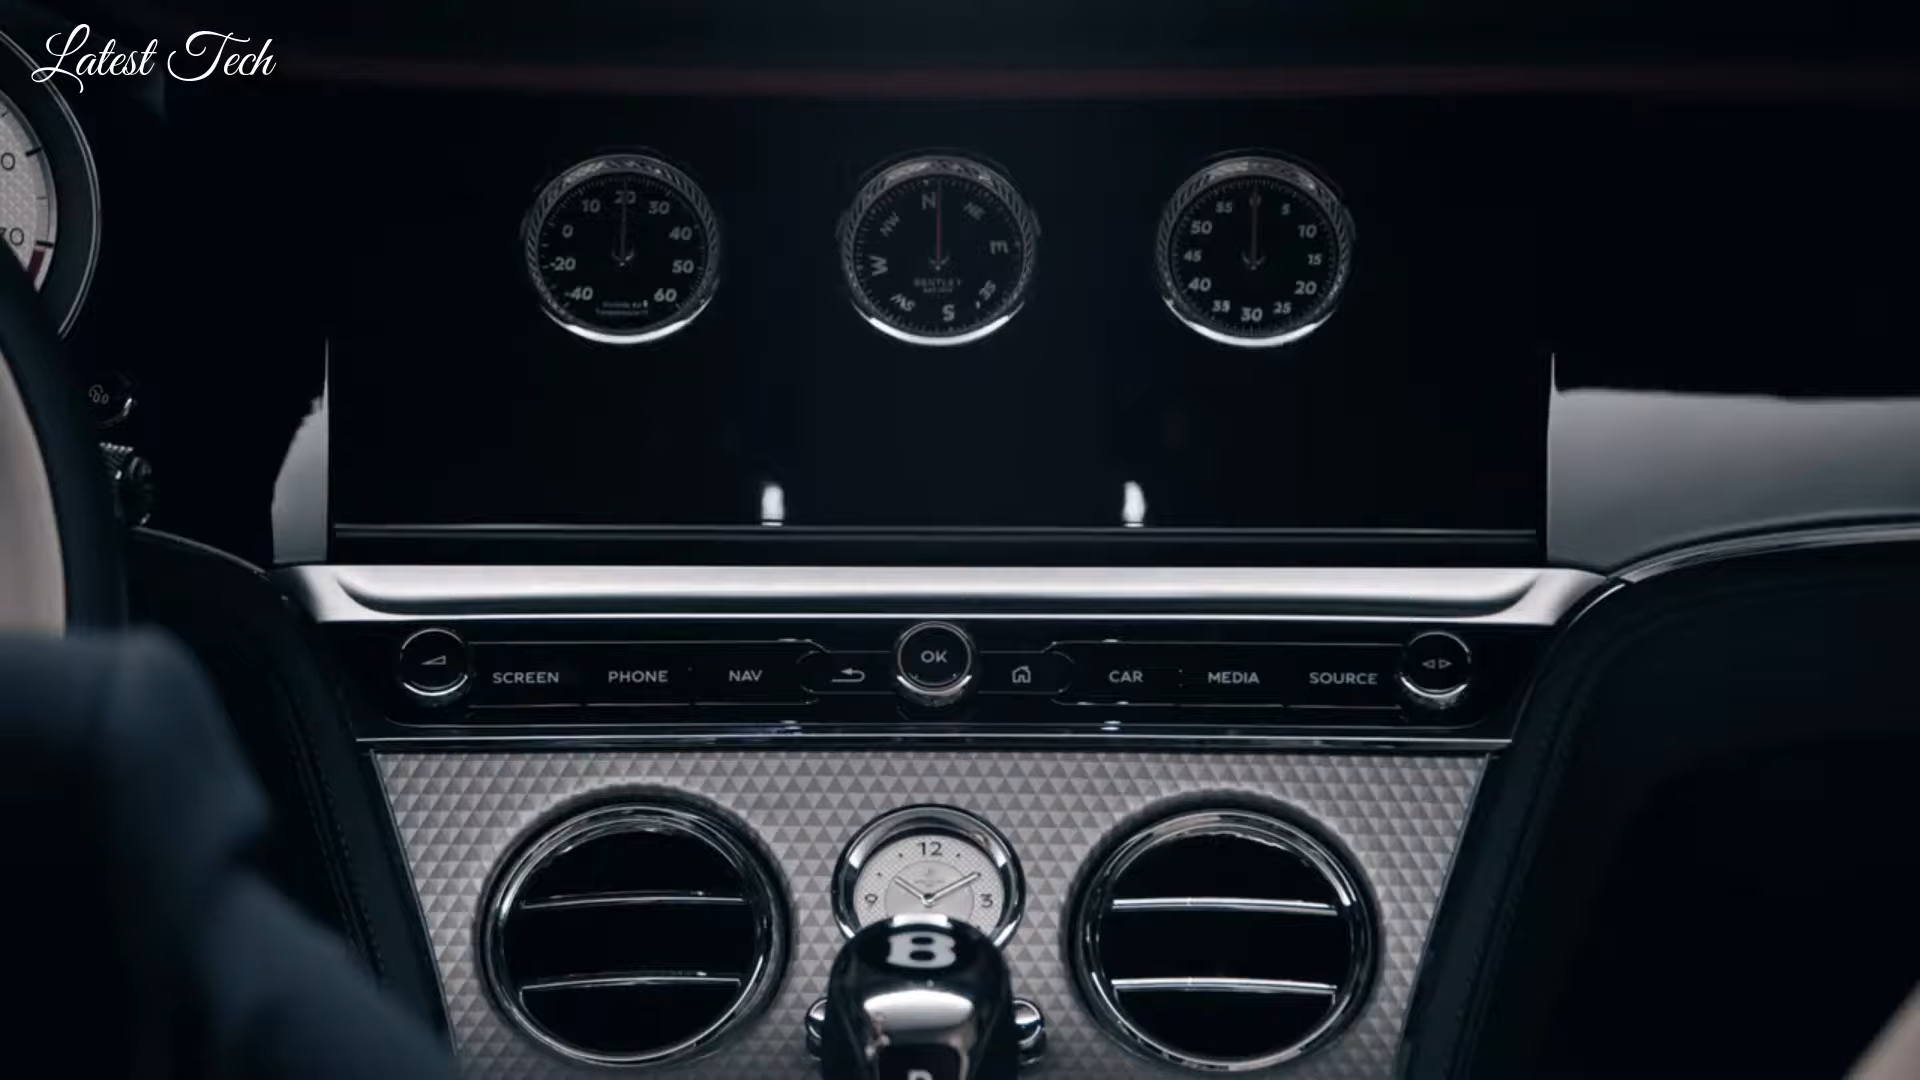 Latest Tech
-40 -20 0 10 20 30 40 50 60
N NE E SE S SW W NW
BENTLEY
5 10 15 20 25 30 35 40 45 50 55
SCREEN PHONE NAV OK CAR MEDIA SOURCE
12
9 3
B